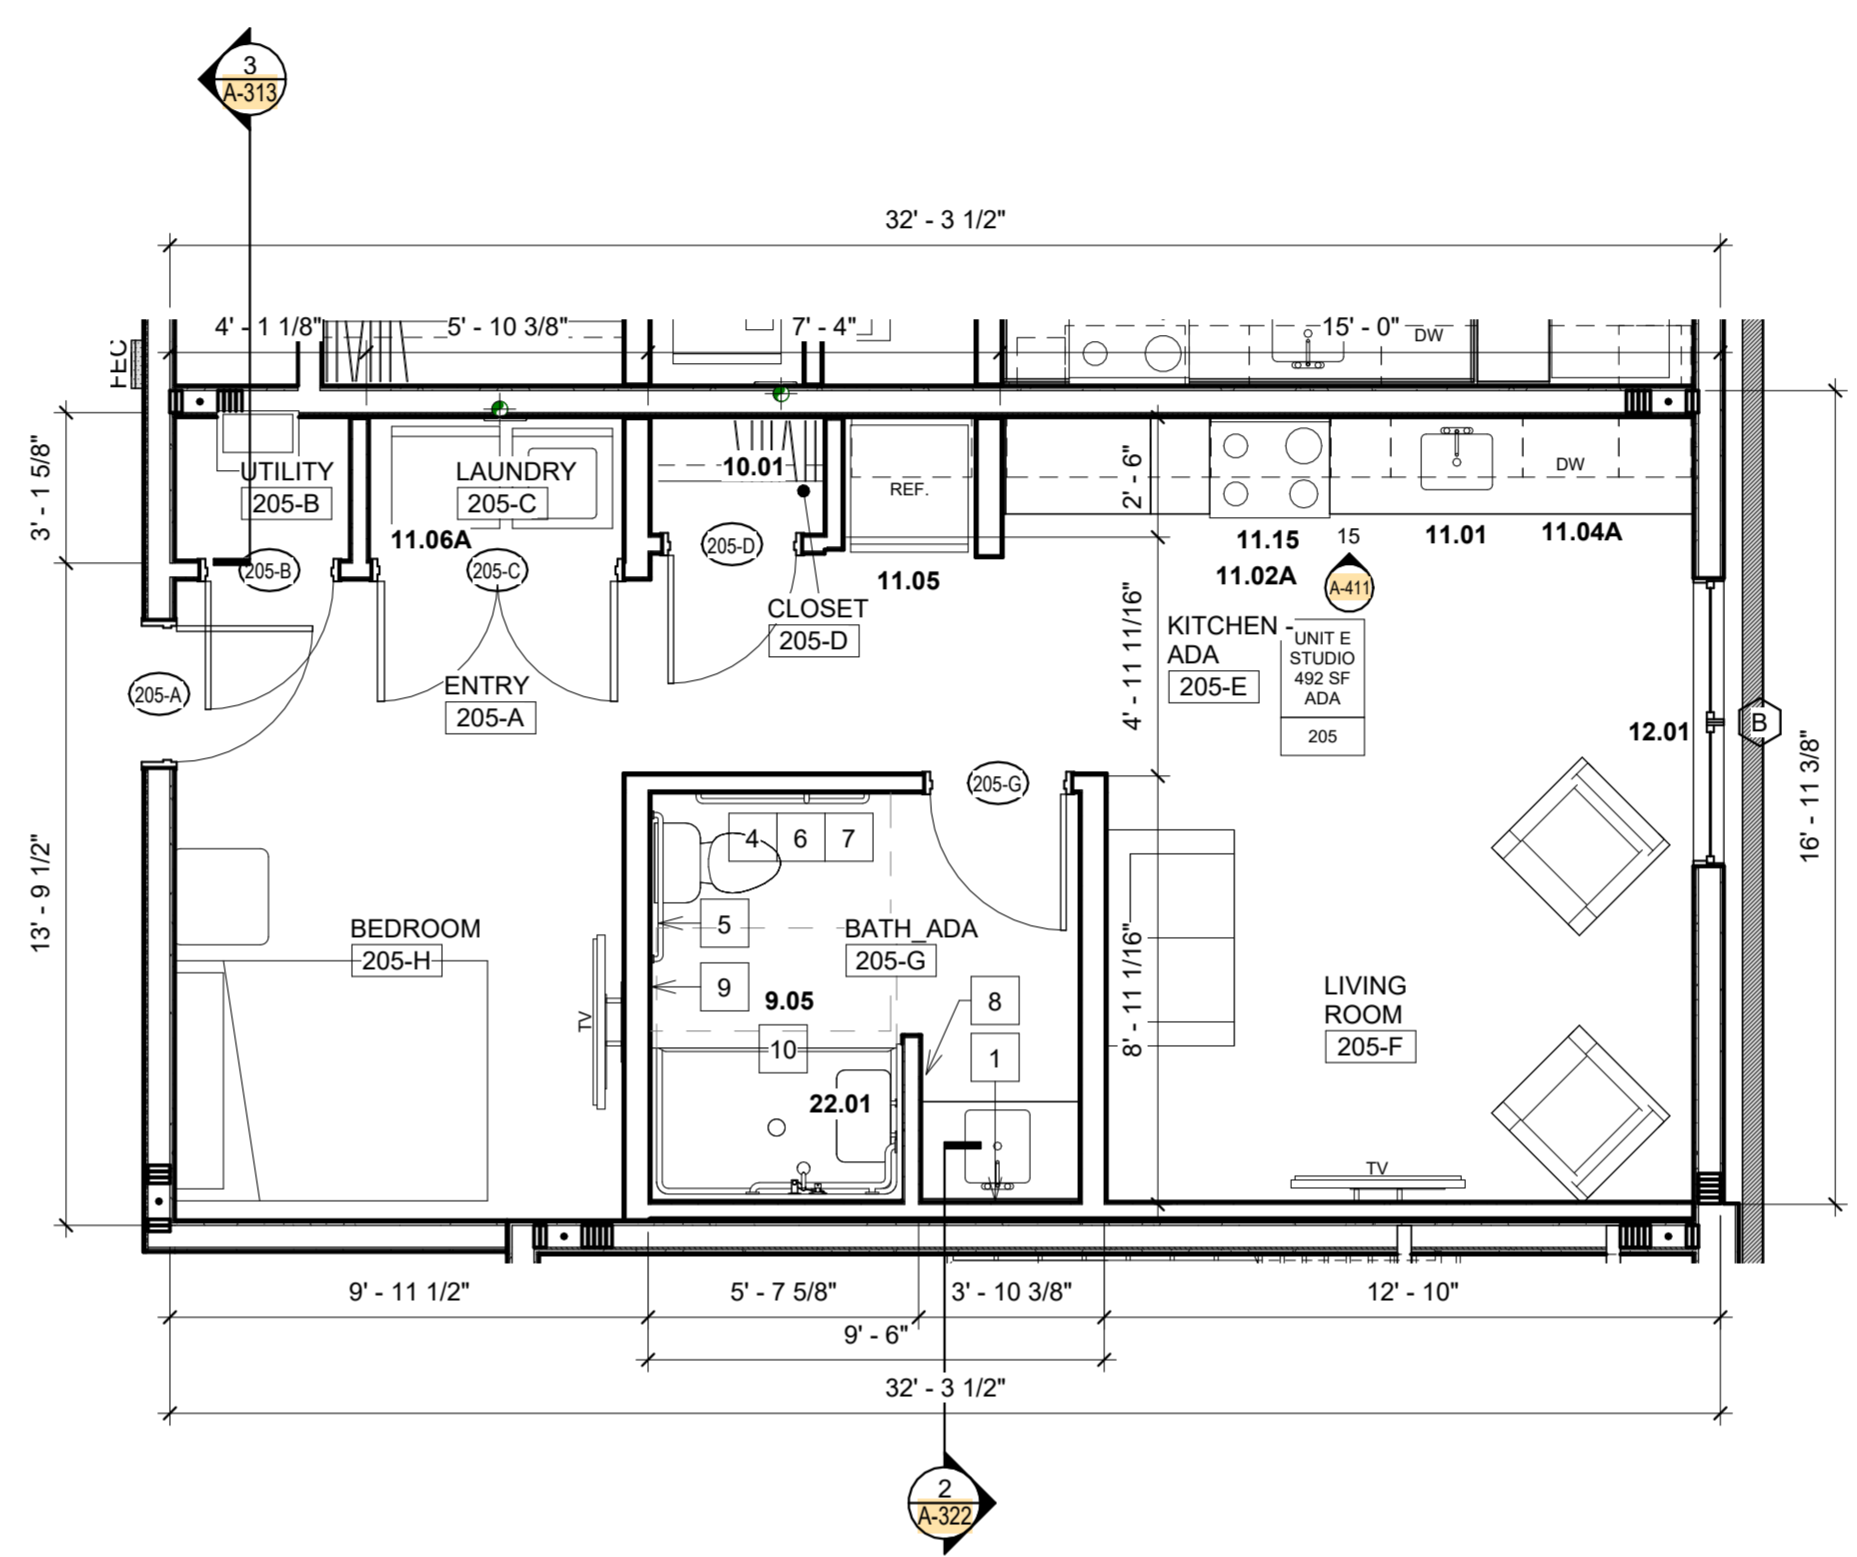 3
A-313
32' - 3 1/2"
4' - 1 1/8"
5' - 10 3/8"
7' - 4"
15' - 0"
DW
FEC
3' - 1 5/8"
UTILITY
205-B
LAUNDRY
205-C
10.01
REF.
2' - 6"
DW
11.06A
205-B
205-C
205-D
11.05
11.15
11.02A
15
A-411
11.01
11.04A
CLOSET
205-D
4' - 11 11/16"
KITCHEN -
ADA
205-E
UNIT E
STUDIO
492 SF
ADA
205
205-A
ENTRY
205-A
12.01
B
16' - 11 3/8"
205-G
4
6
7
13' - 9 1/2"
BEDROOM
205-H
5
BATH_ADA
205-G
8' - 11 1/16"
9
9.05
8
LIVING
ROOM
205-F
TV
10
1
22.01
TV
9' - 11 1/2"
5' - 7 5/8"
3' - 10 3/8"
12' - 10"
9' - 6"
32' - 3 1/2"
2
A-322